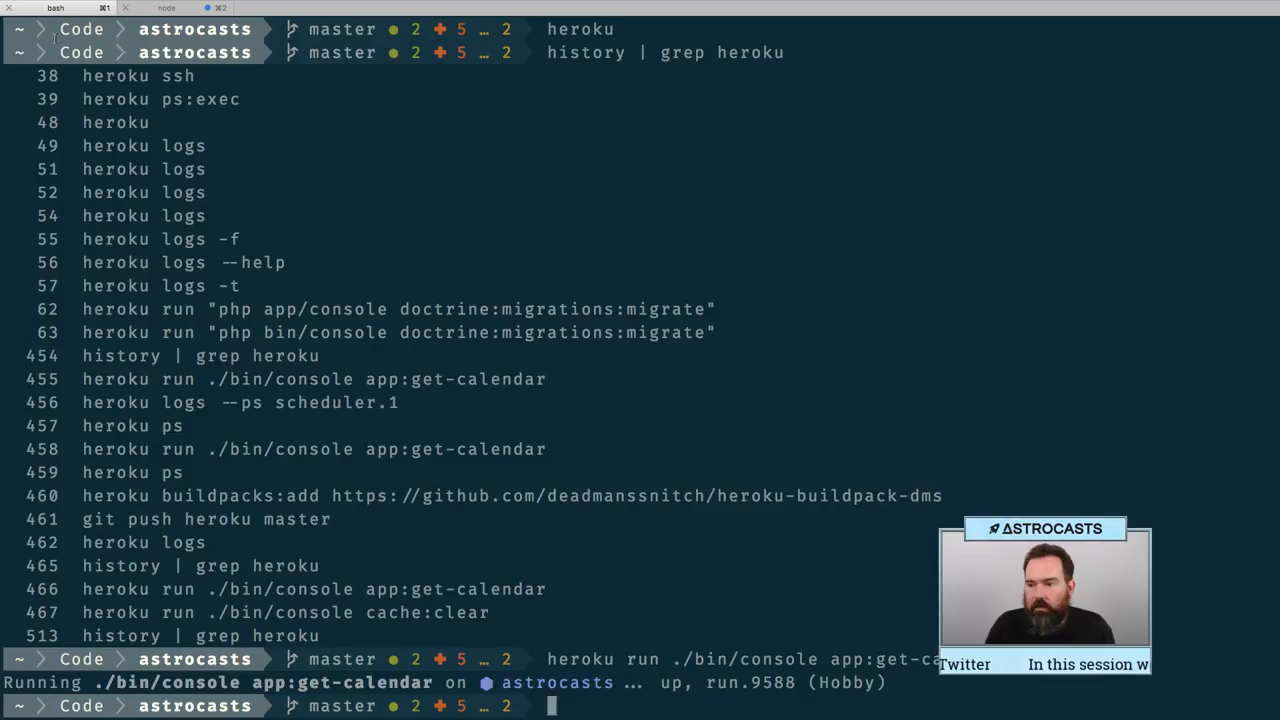 bash ⌘1 node ⌘2
~ Code astrocasts master ● 2 ✚ 5 … 2 heroku
~ Code astrocasts master ● 2 ✚ 5 … 2 history | grep heroku
38 heroku ssh
39 heroku ps:exec
48 heroku
49 heroku logs
51 heroku logs
52 heroku logs
54 heroku logs
55 heroku logs -f
56 heroku logs --help
57 heroku logs -t
62 heroku run "php app/console doctrine:migrations:migrate"
63 heroku run "php bin/console doctrine:migrations:migrate"
454 history | grep heroku
455 heroku run ./bin/console app:get-calendar
456 heroku logs --ps scheduler.1
457 heroku ps
458 heroku run ./bin/console app:get-calendar
459 heroku ps
460 heroku buildpacks:add https://github.com/deadmanssnitch/heroku-buildpack-dms
461 git push heroku master
462 heroku logs
465 history | grep heroku
466 heroku run ./bin/console app:get-calendar
467 heroku run ./bin/console cache:clear
513 history | grep heroku
~ Code astrocasts master ● 2 ✚ 5 … 2 heroku run ./bin/console app:get-ca
Running ./bin/console app:get-calendar on ⬢ astrocasts ... up, run.9588 (Hobby)
~ Code astrocasts master ● 2 ✚ 5 … 2
ASTROCASTS
Twitter In this session w